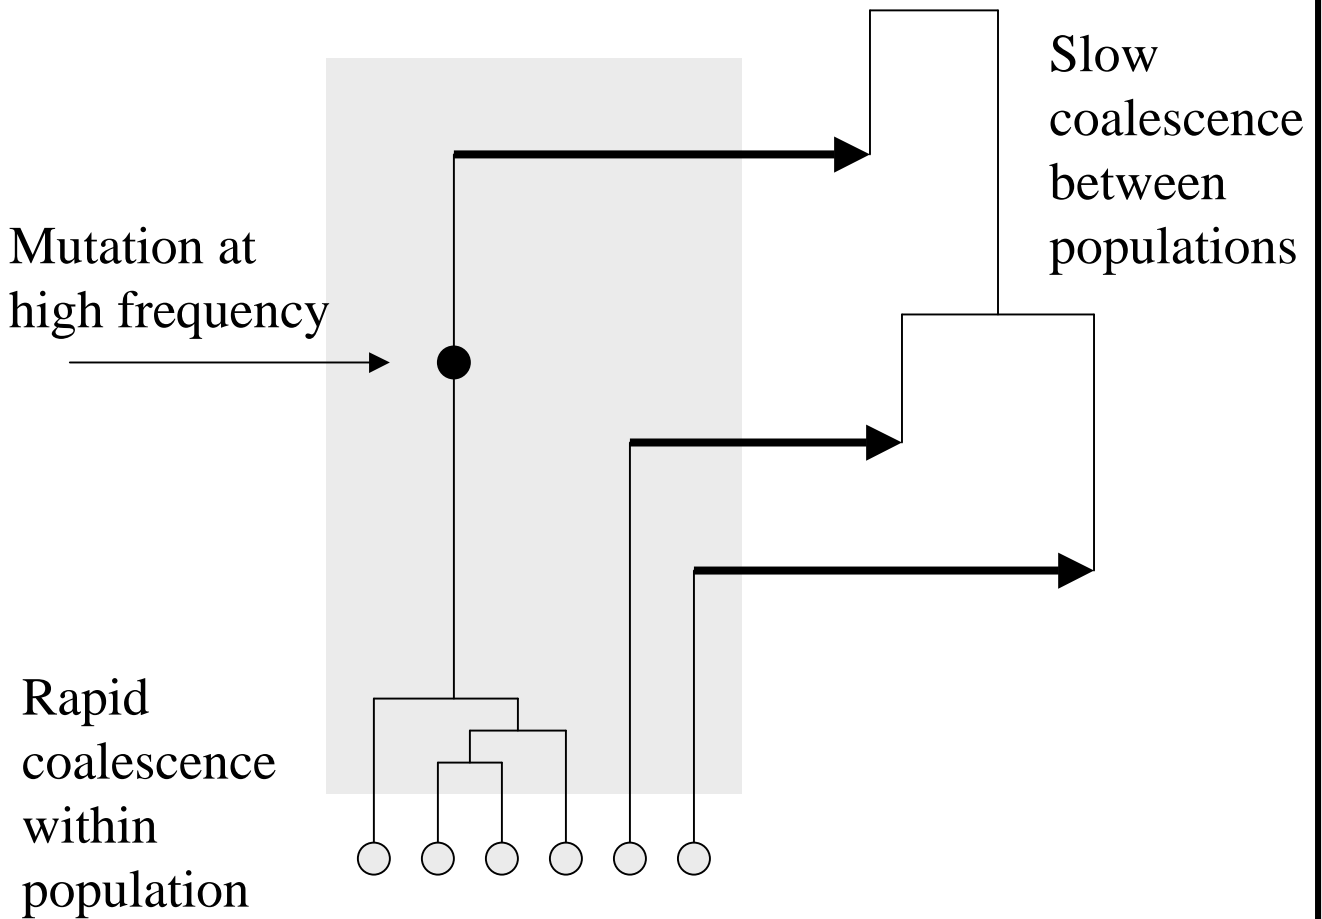 Slow
coalescence
between
populations
Mutation at
high frequency
Rapid
coalescence
within
population